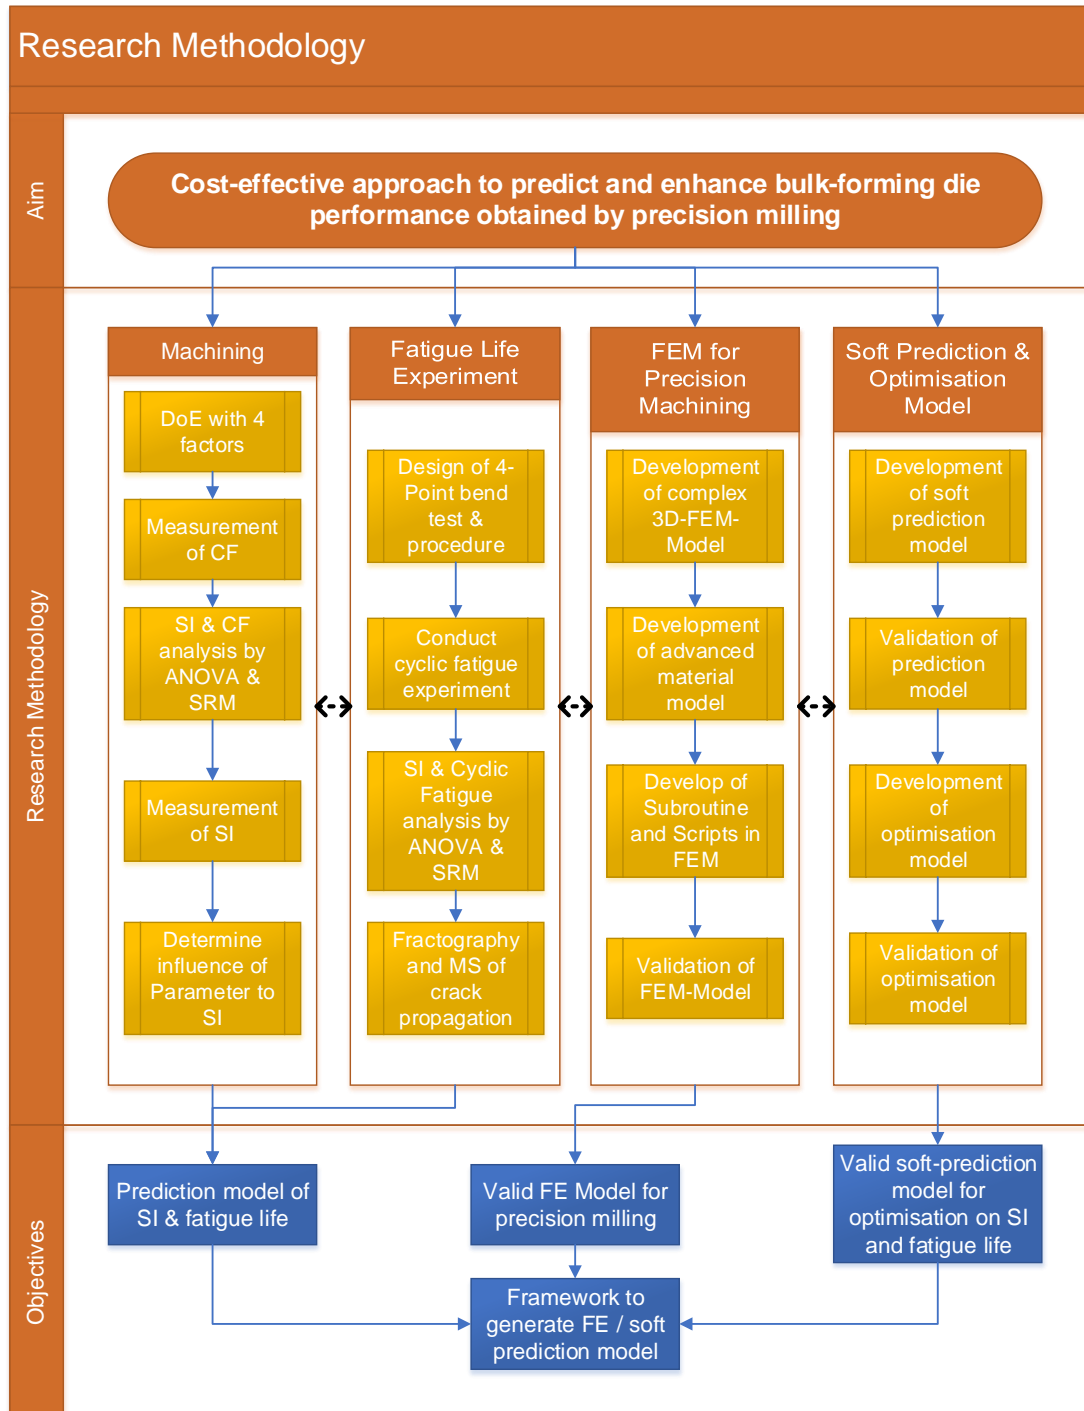 Research Methodology
Aim
Cost-effective approach to predict and enhance bulk-forming die
performance obtained by precision milling
Research Methodology
Machining
DoE with 4
factors
Measurement
of CF
SI & CF
analysis by
ANOVA &
SRM
Measurement
of SI
Determine
influence of
Parameter to
SI
Fatigue Life
Experiment
Design of 4-
Point bend
test &
procedure
Conduct
cyclic fatigue
experiment
SI & Cyclic
Fatigue
analysis by
ANOVA &
SRM
Fractography
and MS of
crack
propagation
FEM for
Precision
Machining
Development
of complex
3D-FEM-
Model
Development
of advanced
material
model
Develop of
Subroutine
and Scripts in
FEM
Validation of
FEM-Model
Soft Prediction &
Optimisation
Model
Development
of soft
prediction
model
Validation of
prediction
model
Development
of
optimisation
model
Validation of
optimisation
model
Objectives
Prediction model of
SI & fatigue life
Valid FE Model for
precision milling
Valid soft-prediction
model for
optimisation on SI
and fatigue life
Framework to
generate FE / soft
prediction model